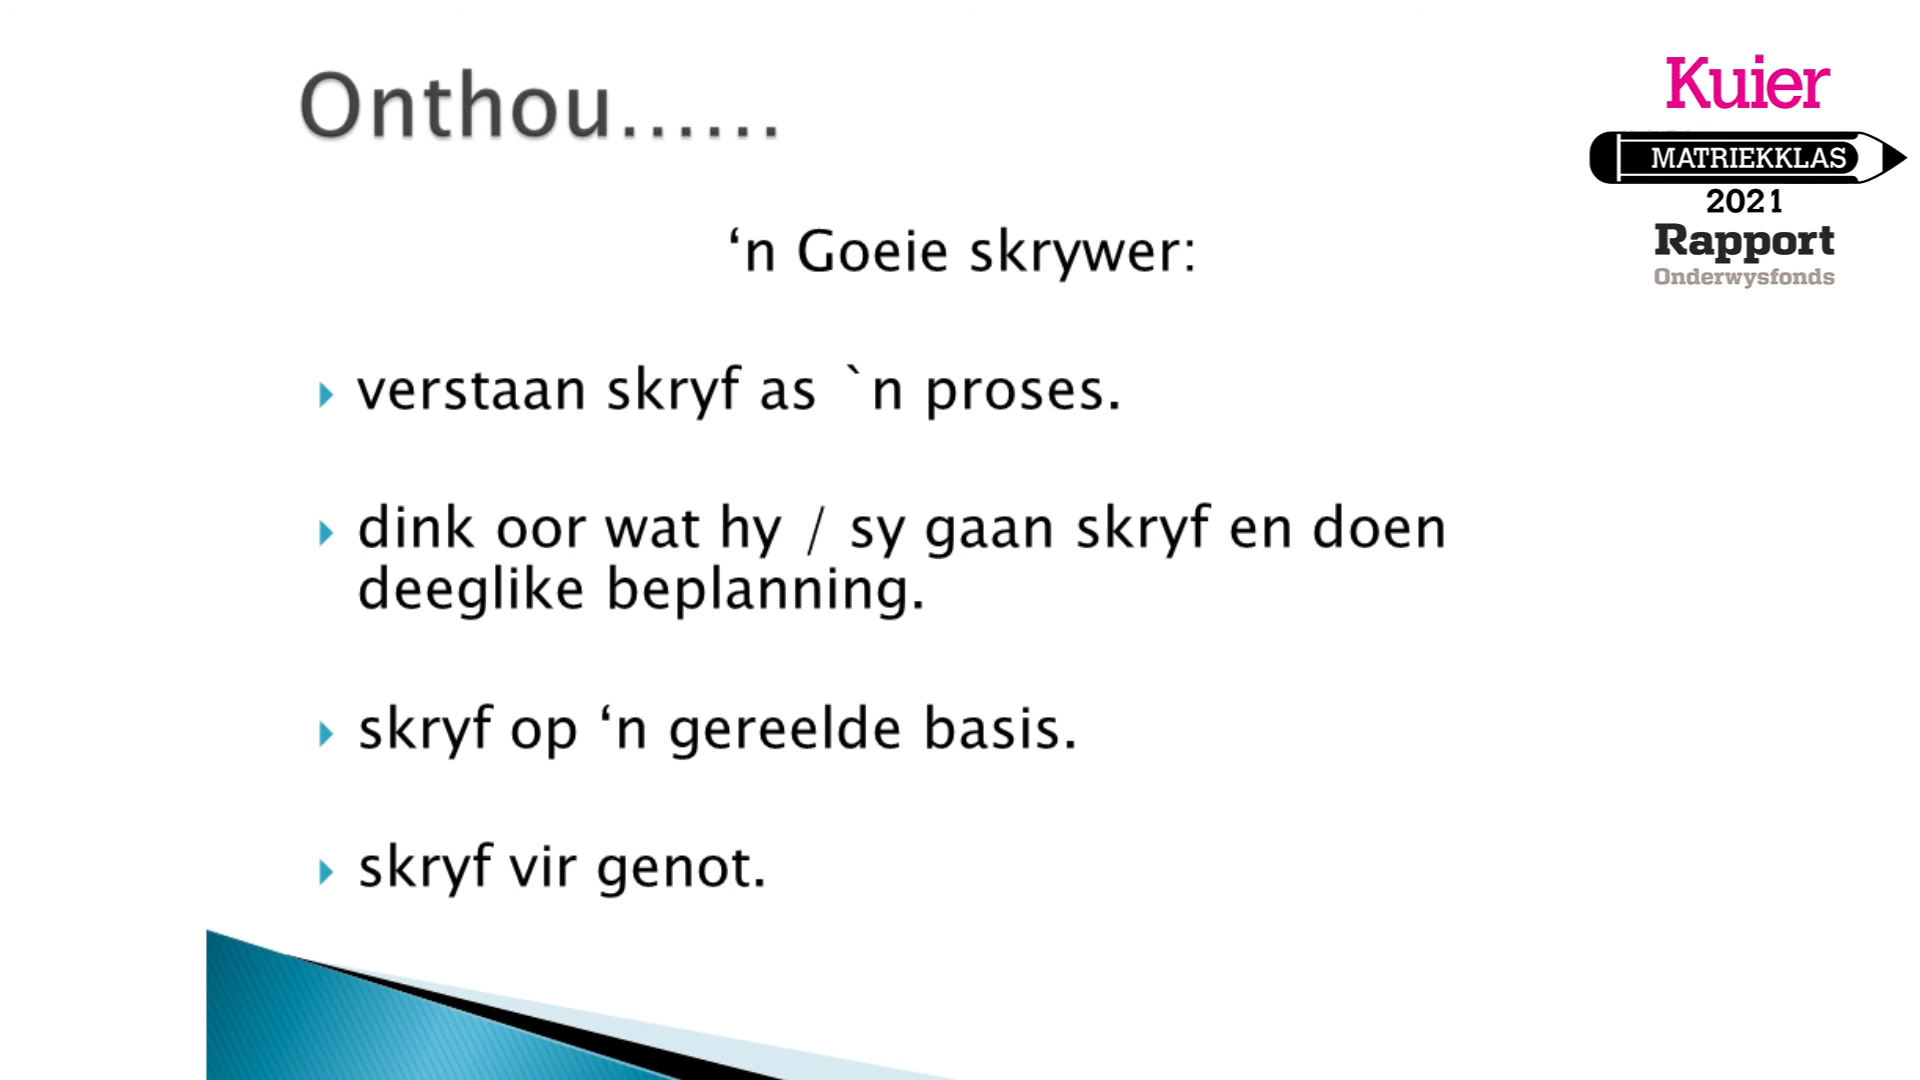 Onthou......
Kuier
MATRIEKKLAS
2021
Rapport
Onderwysfonds
‘n Goeie skrywer:
verstaan skryf as `n proses.
dink oor wat hy / sy gaan skryf en doen
deeglike beplanning.
skryf op ‘n gereelde basis.
skryf vir genot.